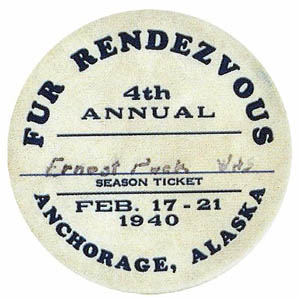 FUR RENDEZVOUS
4th
ANNUAL
Ernest
SEASON TICKET
FEB. 17-21
1940
ANCHORAGE, ALASKA